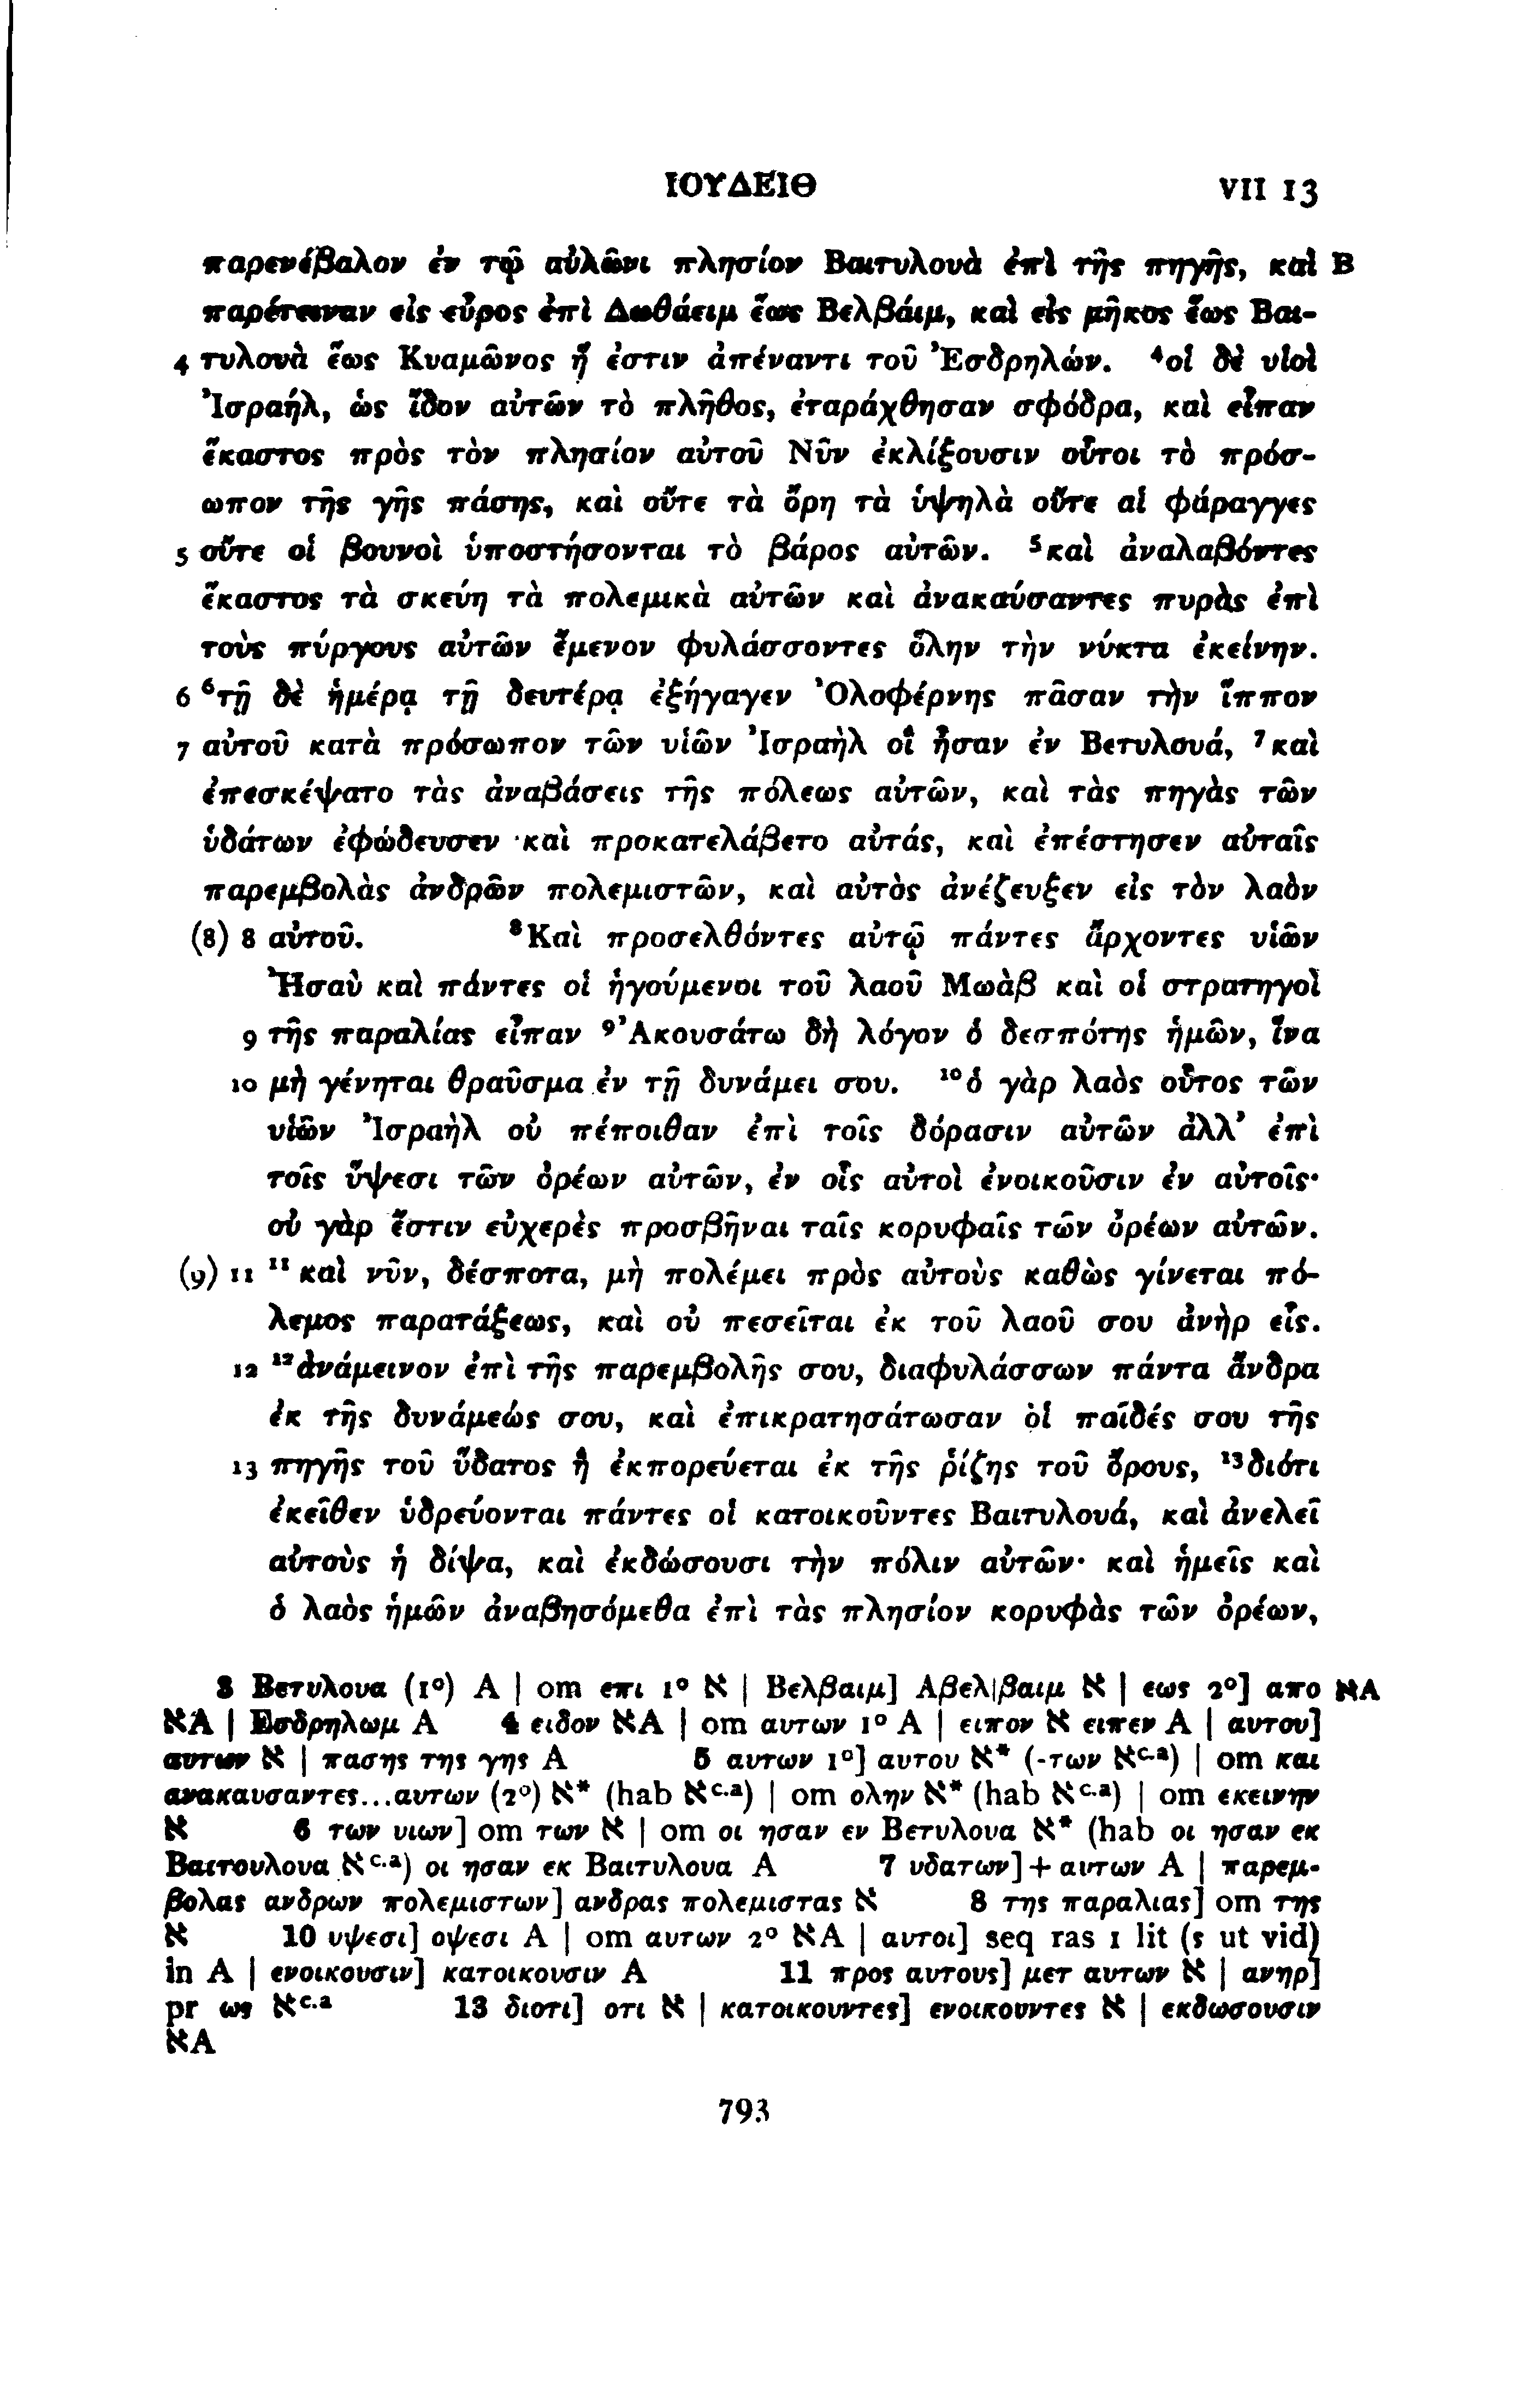 ΙΟΥΔΕΙΘ VII 13
παρενέβαλον ἐν τῷ αὐλῶνι πλησίον Βαιτυλουὰ ἐπὶ τῆς πηγῆς, καὶ B
παρέτειναν εἰς εὖρος ἐπὶ Δωθάειμ ἕως Βελβάιμ, καὶ εἰς μῆκος ἕως Βαι-
4 τυλουὰ ἕως Κυαμῶνος ἥ ἐστιν ἀπέναντι τοῦ Ἐσδρηλών. ⁴οἱ δὲ υἱοὶ
Ἰσραήλ, ὡς ἴδον αὐτῶν τὸ πλῆθος, ἐταράχθησαν σφόδρα, καὶ εἶπαν
ἕκαστος πρὸς τὸν πλησίον αὐτοῦ Νῦν ἐκλίξουσιν οὗτοι τὸ πρόσ-
ωπον τῆς γῆς πάσης, καὶ οὔτε τὰ ὄρη τὰ ὑψηλὰ οὔτε αἱ φάραγγες
5 οὔτε οἱ βουνοὶ ὑποστήσονται τὸ βάρος αὐτῶν. ⁵καὶ ἀναλαβόντες
ἕκαστος τὰ σκεύη τὰ πολεμικὰ αὐτῶν καὶ ἀνακαύσαντες πυρὰς ἐπὶ
τοὺς πύργους αὐτῶν ἔμενον φυλάσσοντες ὅλην τὴν νύκτα ἐκείνην.
6 ⁶τῇ δὲ ἡμέρᾳ τῇ δευτέρᾳ ἐξήγαγεν Ὀλοφέρνης πᾶσαν τὴν ἵππον
7 αὐτοῦ κατὰ πρόσωπον τῶν υἱῶν Ἰσραὴλ οἳ ἦσαν ἐν Βετυλουά, ⁷καὶ
ἐπεσκέψατο τὰς ἀναβάσεις τῆς πόλεως αὐτῶν, καὶ τὰς πηγὰς τῶν
ὑδάτων ἐφώδευσεν καὶ προκατελάβετο αὐτάς, καὶ ἐπέστησεν αὐταῖς
παρεμβολὰς ἀνδρῶν πολεμιστῶν, καὶ αὐτὸς ἀνέζευξεν εἰς τὸν λαὸν
(8) 8 αὐτοῦ. ⁸Καὶ προσελθόντες αὐτῷ πάντες ἄρχοντες υἱῶν
Ἡσαὺ καὶ πάντες οἱ ἡγούμενοι τοῦ λαοῦ Μωὰβ καὶ οἱ στρατηγοὶ
9 τῆς παραλίας εἶπαν ⁹Ἀκουσάτω δὴ λόγον ὁ δεσπότης ἡμῶν, ἵνα
10 μὴ γένηται θραῦσμα ἐν τῇ δυνάμει σου. ¹⁰ὁ γὰρ λαὸς οὗτος τῶν
υἱῶν Ἰσραὴλ οὐ πέποιθαν ἐπὶ τοῖς δόρασιν αὐτῶν ἀλλ’ ἐπὶ
τοῖς ὕψεσι τῶν ὀρέων αὐτῶν, ἐν οἷς αὐτοὶ ἐνοικοῦσιν ἐν αὐτοῖς·
οὐ γὰρ ἔστιν εὐχερὲς προσβῆναι ταῖς κορυφαῖς τῶν ὀρέων αὐτῶν.
(9) 11 ¹¹ καὶ νῦν, δέσποτα, μὴ πολέμει πρὸς αὐτοὺς καθὼς γίνεται πό-
λεμος παρατάξεως, καὶ οὐ πεσεῖται ἐκ τοῦ λαοῦ σου ἀνὴρ εἷς.
12 ¹²ἀνάμεινον ἐπὶ τῆς παρεμβολῆς σου, διαφυλάσσων πάντα ἄνδρα
ἐκ τῆς δυνάμεώς σου, καὶ ἐπικρατησάτωσαν οἱ παῖδές σου τῆς
13 πηγῆς τοῦ ὕδατος ἣ ἐκπορεύεται ἐκ τῆς ῥίζης τοῦ ὄρους, ¹³διότι
ἐκεῖθεν ὑδρεύονται πάντες οἱ κατοικοῦντες Βαιτυλουά, καὶ ἀνελεῖ
αὐτοὺς ἡ δίψα, καὶ ἐκδώσουσι τὴν πόλιν αὐτῶν· καὶ ἡμεῖς καὶ
ὁ λαὸς ἡμῶν ἀναβησόμεθα ἐπὶ τὰς πλησίον κορυφὰς τῶν ὀρέων,
3 Βετυλουα (1°) A | om επι 1° א | Βελβαιμ] Αβελ|βαιμ א | εως 2°] απο אA
אA | Εσδρηλωμ A 4 ειδον אA | om αυτων 1° A | ειπον א ειπεν A | αυτου]
αυτων א | πασης της γης A 5 αυτων 1°] αυτου א* (-των אc.a) | om και
ανακαυσαντες...αυτων (2°) א* (hab אc.a) | om ολην א* (hab אc.a) | om εκεινην
א 6 των υιων] om των א | om οι ησαν εν Βετυλουα א* (hab οι ησαν εκ
Βαιτουλουα אc.a) οι ησαν εκ Βαιτυλουα A 7 υδατων]+αυτων A | παρεμ-
βολας ανδρων πολεμιστων] ανδρας πολεμιστας א 8 της παραλιας] om της
א 10 υψεσι] οψεσι A | om αυτων 2° אA | αυτοι] seq ras 1 lit (ς ut vid)
in A | ενοικουσιν] κατοικουσιν A 11 προς αυτους] μετ αυτων א | ανηρ]
pr ως אc.a 13 διοτι] οτι א | κατοικουντες] ενοικουντες א | εκδωσουσιν
אA
793